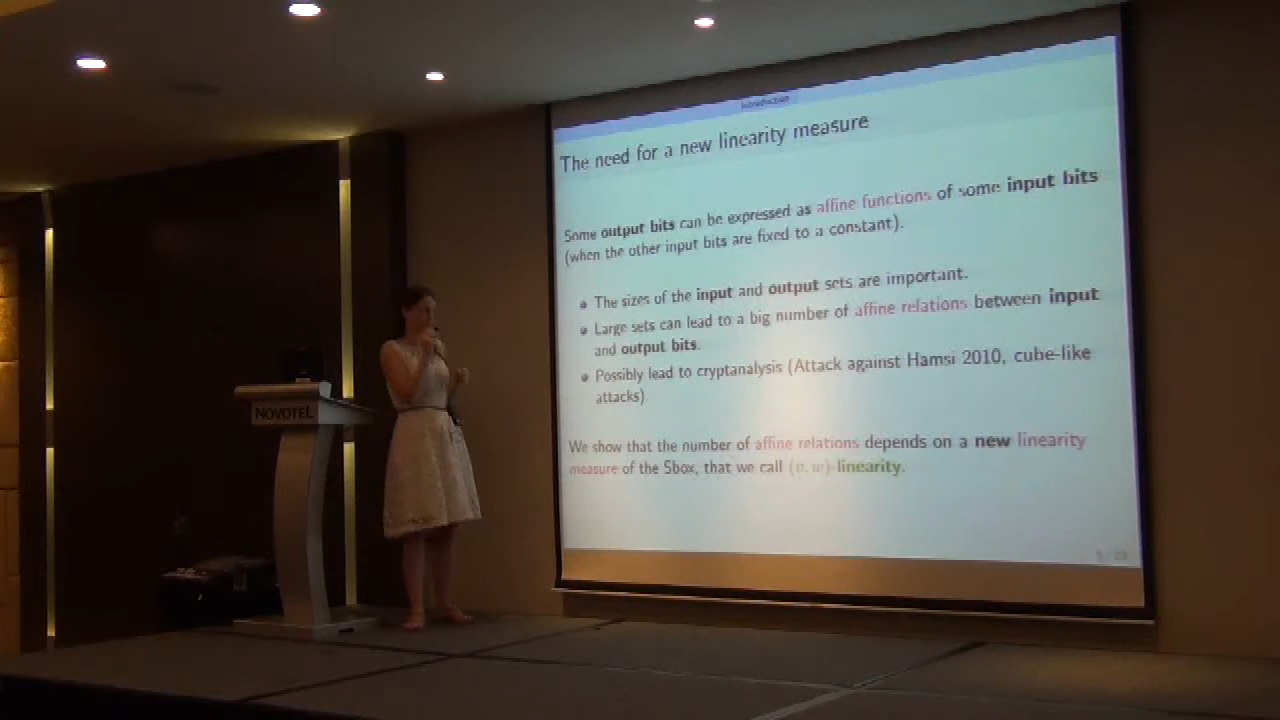 Introduction
The need for a new linearity measure
Some output bits can be expressed as affine functions of some input bits
(when the other input bits are fixed to a constant).
The sizes of the input and output sets are important.
Large sets can lead to a big number of affine relations between input
and output bits.
Possibly lead to cryptanalysis (Attack against Hamsi 2010, cube-like
attacks)
We show that the number of affine relations depends on a new linearity
measure of the Sbox, that we call (v, w)-linearity.
NOVOTEL